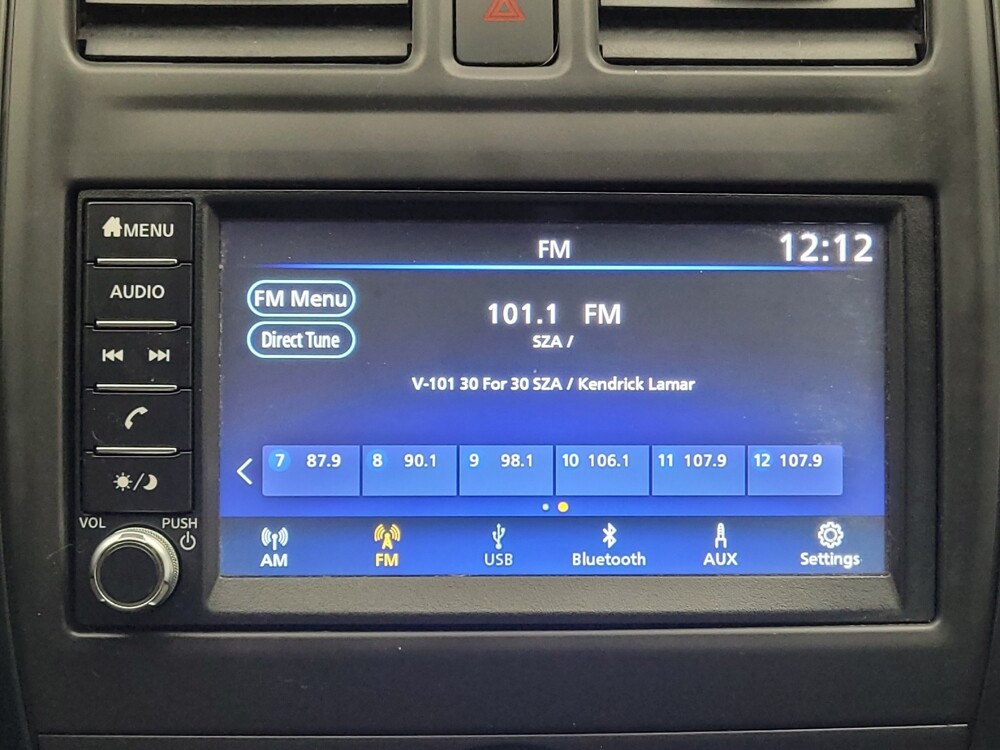 MENU
AUDIO
VOL PUSH
FM 12:12
FM Menu
Direct Tune
101.1 FM
SZA /
V-101 30 For 30 SZA / Kendrick Lamar
7 87.9 8 90.1 9 98.1 10 106.1 11 107.9 12 107.9
AM FM USB Bluetooth AUX Settings